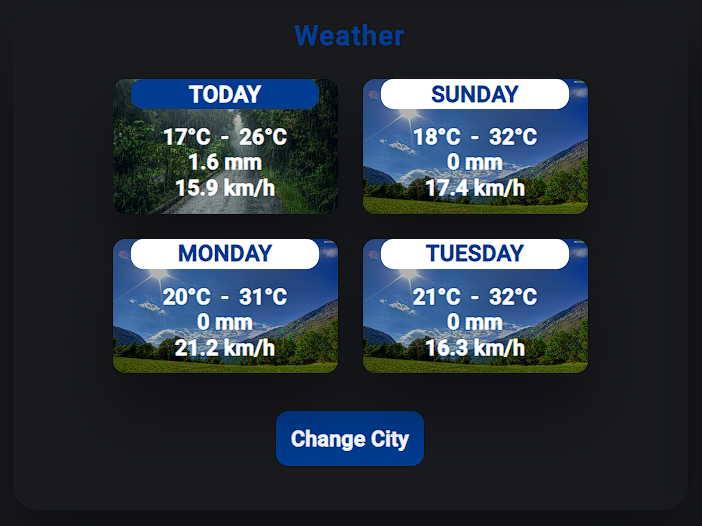 Weather
TODAY
17°C - 26°C
1.6 mm
15.9 km/h
SUNDAY
18°C - 32°C
0 mm
17.4 km/h
MONDAY
20°C - 31°C
0 mm
21.2 km/h
TUESDAY
21°C - 32°C
0 mm
16.3 km/h
Change City